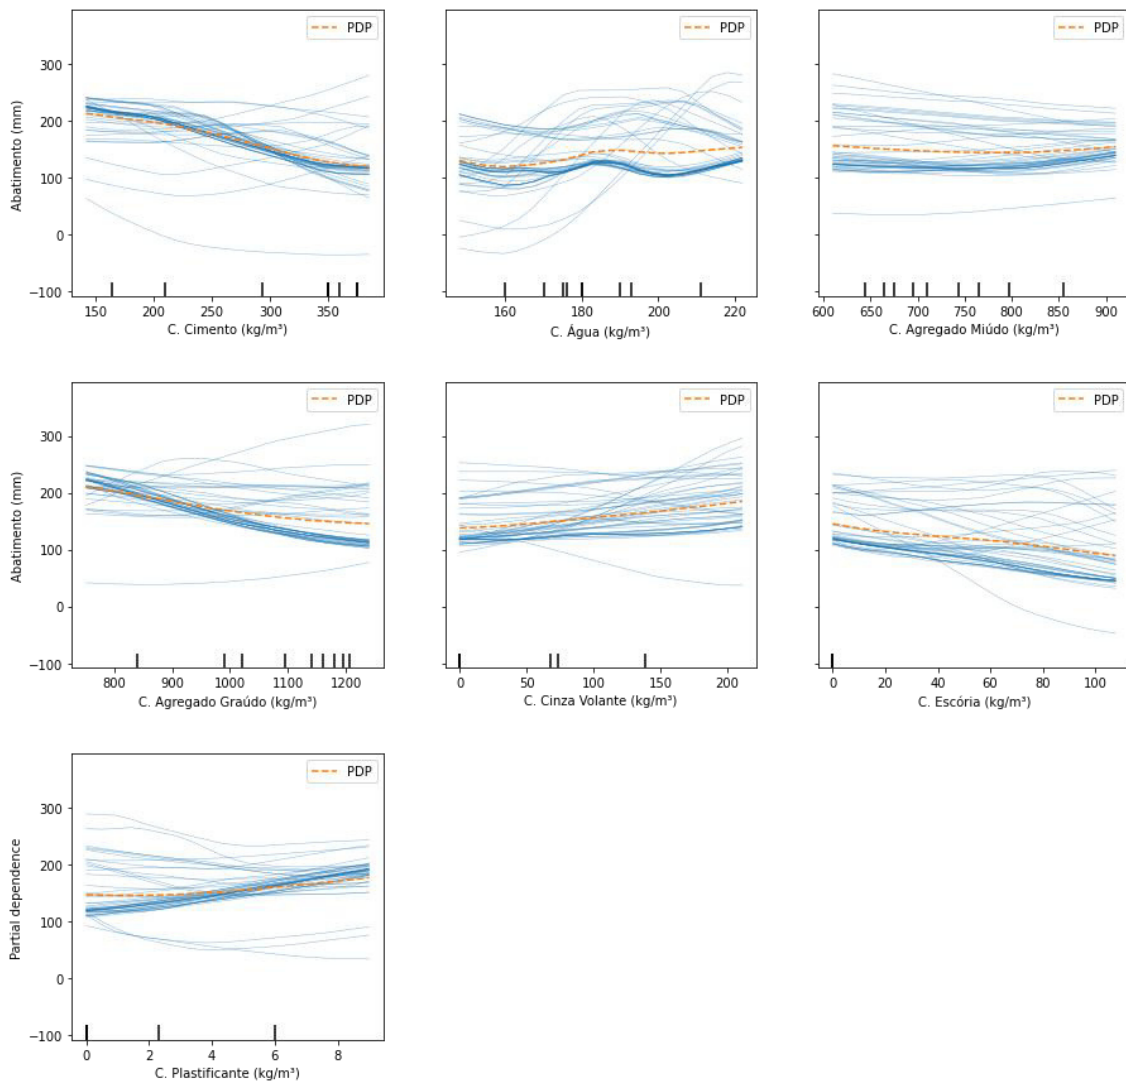 PDP
300
200
100
0
−100
Abatimento (mm)
150 200 250 300 350
C. Cimento (kg/m³)
PDP
160 180 200 220
C. Água (kg/m³)
PDP
600 650 700 750 800 850 900
C. Agregado Miúdo (kg/m³)
PDP
300
200
100
0
−100
Abatimento (mm)
800 900 1000 1100 1200
C. Agregado Graúdo (kg/m³)
PDP
0 50 100 150 200
C. Cinza Volante (kg/m³)
PDP
0 20 40 60 80 100
C. Escória (kg/m³)
PDP
300
200
100
0
−100
Partial dependence
0 2 4 6 8
C. Plastificante (kg/m³)